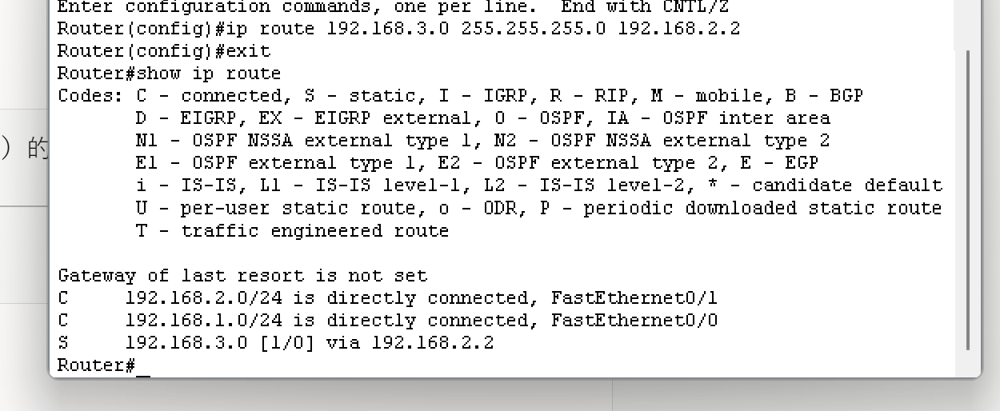 Enter configuration commands, one per line.  End with CNTL/Z
Router(config)#ip route 192.168.3.0 255.255.255.0 192.168.2.2
Router(config)#exit
Router#show ip route
Codes: C - connected, S - static, I - IGRP, R - RIP, M - mobile, B - BGP
D - EIGRP, EX - EIGRP external, O - OSPF, IA - OSPF inter area
N1 - OSPF NSSA external type 1, N2 - OSPF NSSA external type 2
) 的
E1 - OSPF external type 1, E2 - OSPF external type 2, E - EGP
i - IS-IS, L1 - IS-IS level-1, L2 - IS-IS level-2, * - candidate default
U - per-user static route, o - ODR, P - periodic downloaded static route
T - traffic engineered route
Gateway of last resort is not set
C     192.168.2.0/24 is directly connected, FastEthernet0/1
C     192.168.1.0/24 is directly connected, FastEthernet0/0
S     192.168.3.0 [1/0] via 192.168.2.2
Router#